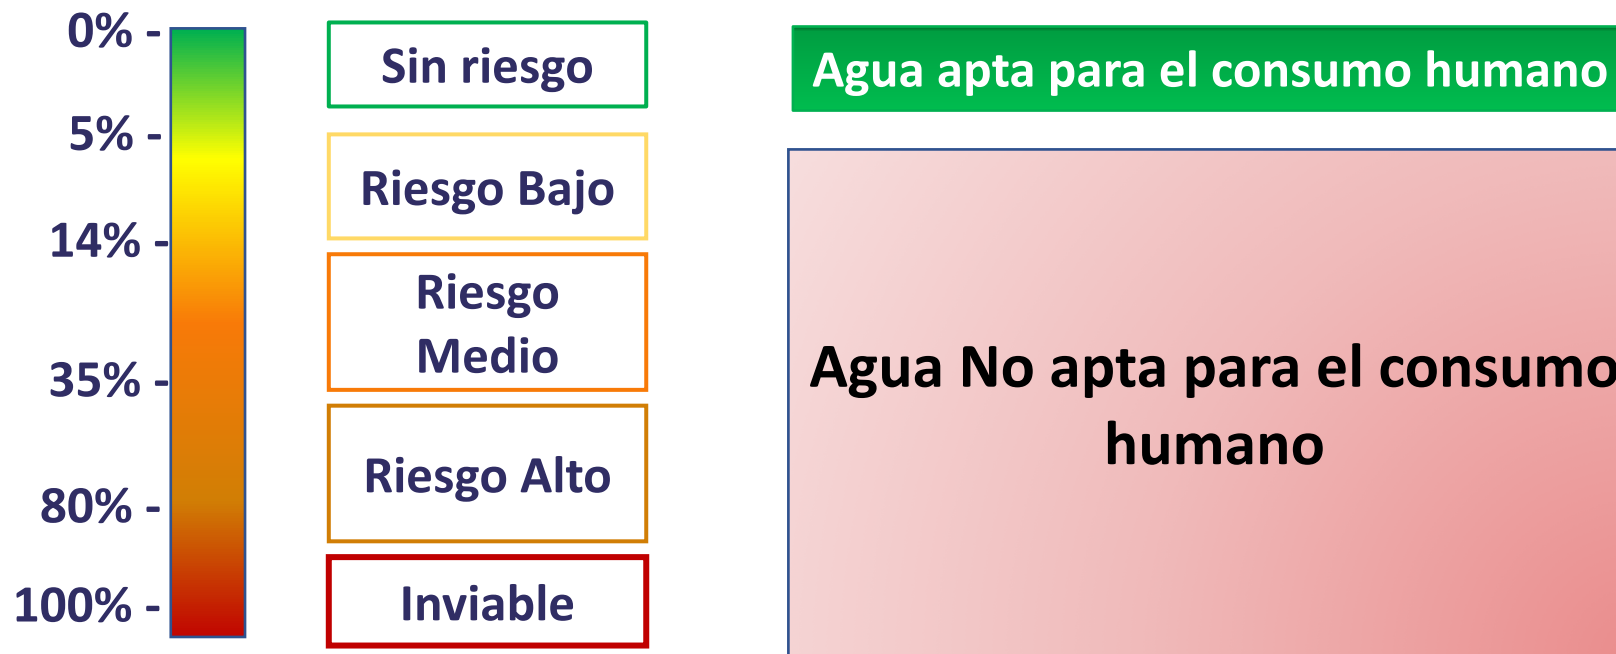 0% -
5% -
14% -
35% -
80% -
100% -
Sin riesgo
Riesgo Bajo
Riesgo
Medio
Riesgo Alto
Inviable
Agua apta para el consumo humano
Agua No apta para el consumo
humano